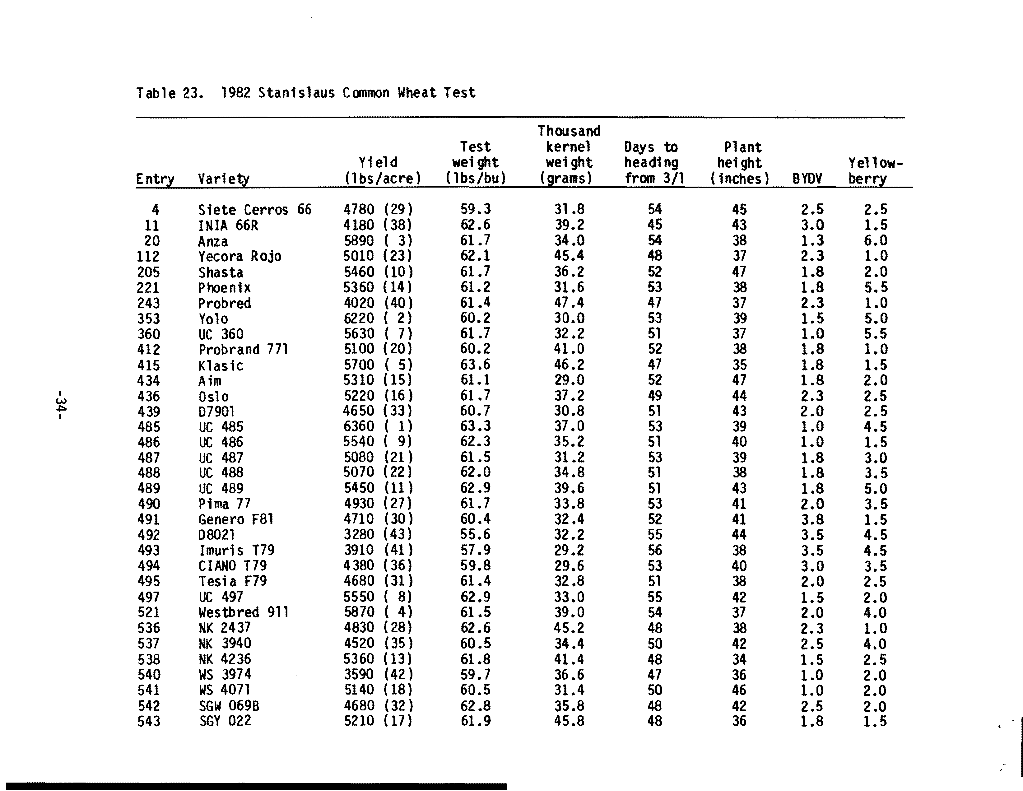 Table 23. 1982 Stanislaus Common Wheat Test
Thousand
Test kernel Days to Plant
Yield weight weight heading height Yellow-
Entry Variety (lbs/acre) (lbs/bu) (grams) from 3/1 (inches) BYDV berry
4 Siete Cerros 66 4780 (29) 59.3 31.8 54 45 2.5 2.5
11 INIA 66R 4180 (38) 62.6 39.2 45 43 3.0 1.5
20 Anza 5890 ( 3) 61.7 34.0 54 38 1.3 6.0
112 Yecora Rojo 5010 (23) 62.1 45.4 48 37 2.3 1.0
205 Shasta 5460 (10) 61.7 36.2 52 47 1.8 2.0
221 Phoenix 5360 (14) 61.2 31.6 53 38 1.8 5.5
243 Probred 4020 (40) 61.4 47.4 47 37 2.3 1.0
353 Yolo 6220 ( 2) 60.2 30.0 53 39 1.5 5.0
360 UC 360 5630 ( 7) 61.7 32.2 51 37 1.0 5.5
412 Probrand 771 5100 (20) 60.2 41.0 52 38 1.8 1.0
415 Klasic 5700 ( 5) 63.6 46.2 47 35 1.8 1.5
434 Aim 5310 (15) 61.1 29.0 52 47 1.8 2.0
436 Oslo 5220 (16) 61.7 37.2 49 44 2.3 2.5
439 D7901 4650 (33) 60.7 30.8 51 43 2.0 2.5
485 UC 485 6360 ( 1) 63.3 37.0 53 39 1.0 4.5
486 UC 486 5540 ( 9) 62.3 35.2 51 40 1.0 1.5
487 UC 487 5080 (21) 61.5 31.2 53 39 1.8 3.0
488 UC 488 5070 (22) 62.0 34.8 51 38 1.8 3.5
489 UC 489 5450 (11) 62.9 39.6 51 43 1.8 5.0
490 Pima 77 4930 (27) 61.7 33.8 53 41 2.0 3.5
491 Genero F81 4710 (30) 60.4 32.4 52 41 3.8 1.5
492 D8021 3280 (43) 55.6 32.2 55 44 3.5 4.5
493 Imuris T79 3910 (41) 57.9 29.2 56 38 3.5 4.5
494 CIANO T79 4380 (36) 59.8 29.6 53 40 3.0 3.5
495 Tesia F79 4680 (31) 61.4 32.8 51 38 2.0 2.5
497 UC 497 5550 ( 8) 62.9 33.0 55 42 1.5 2.0
521 Westbred 911 5870 ( 4) 61.5 39.0 54 37 2.0 4.0
536 NK 2437 4830 (28) 62.6 45.2 48 38 2.3 1.0
537 NK 3940 4520 (35) 60.5 34.4 50 42 2.5 4.0
538 NK 4236 5360 (13) 61.8 41.4 48 34 1.5 2.5
540 WS 3974 3590 (42) 59.7 36.6 47 36 1.0 2.0
541 WS 4071 5140 (18) 60.5 31.4 50 46 1.0 2.0
542 SGW 069B 4680 (32) 62.8 35.8 48 42 2.5 2.0
543 SGY 022 5210 (17) 61.9 45.8 48 36 1.8 1.5
-34-